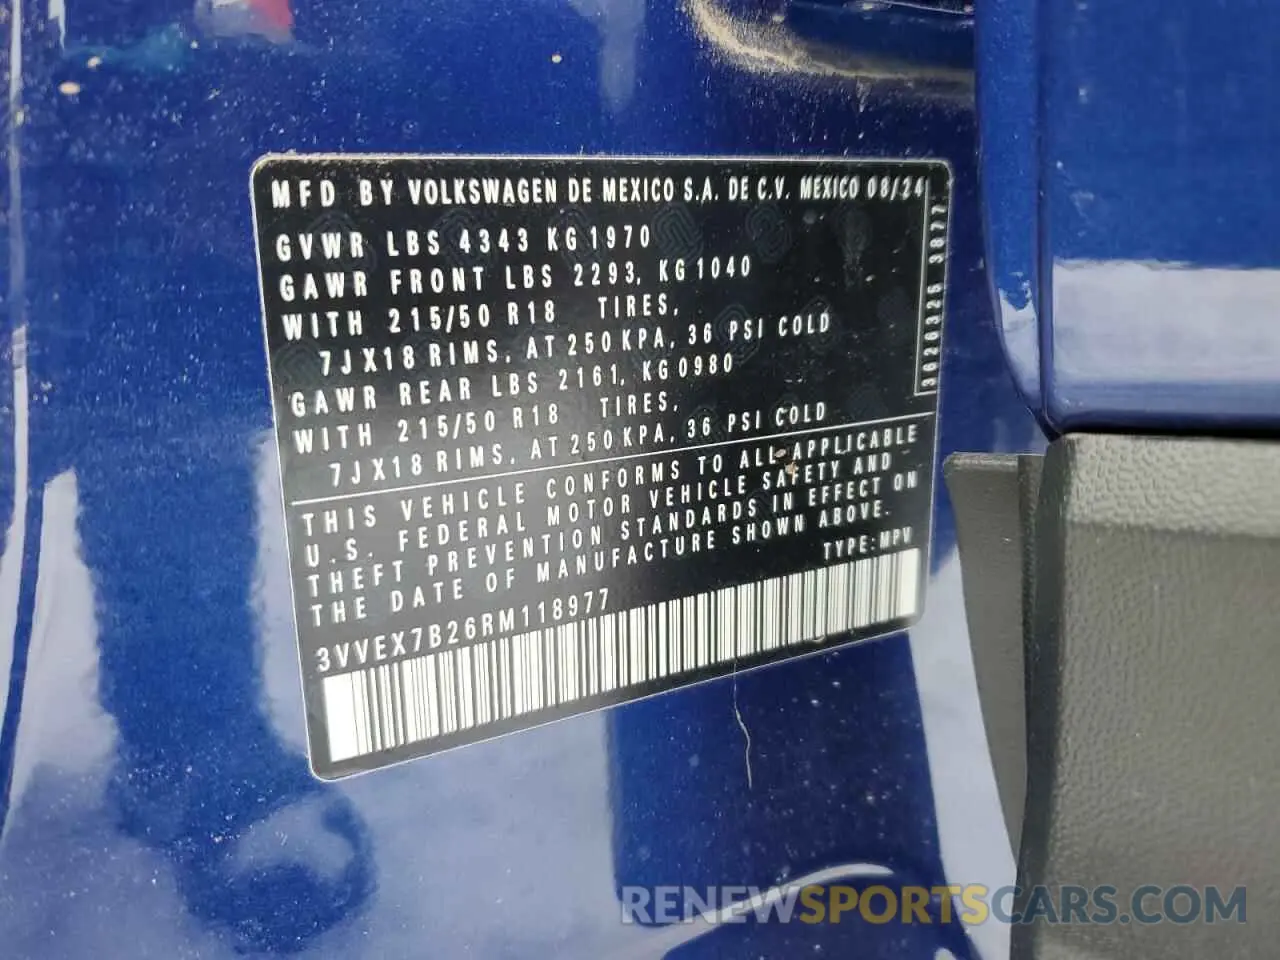 MFD BY VOLKSWAGEN DE MEXICO S.A. DE C.V. MEXICO 08/24
GVWR LBS 4343 KG 1970
GAWR FRONT LBS 2293, KG 1040
WITH 215/50 R18 TIRES,
7JX18 RIMS, AT 250 KPA, 36 PSI COLD
GAWR REAR LBS 2161, KG 0980
WITH 215/50 R18 TIRES,
7JX18 RIMS, AT 250 KPA, 36 PSI COLD
THIS VEHICLE CONFORMS TO ALL APPLICABLE
U.S. FEDERAL MOTOR VEHICLE SAFETY AND
THEFT PREVENTION STANDARDS IN EFFECT ON
THE DATE OF MANUFACTURE SHOWN ABOVE.
TYPE: MPV
3VVEX7B26RM118977
3626326 3877
RENEWSPORTSCARS.COM